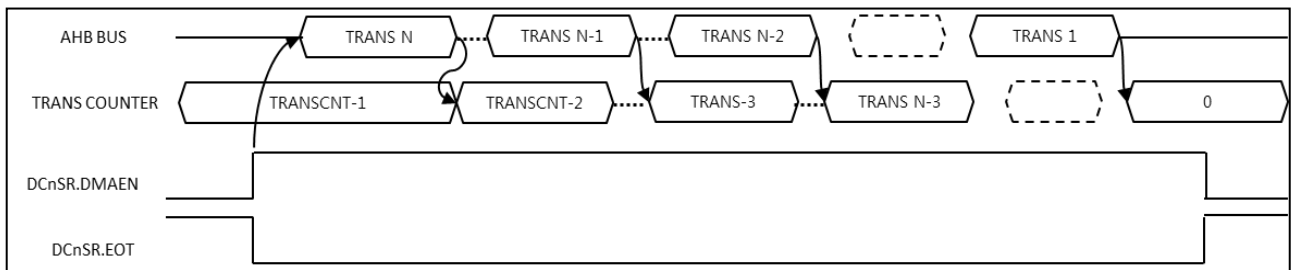 AHB BUS TRANS N TRANS N-1 TRANS N-2 TRANS 1
TRANS COUNTER TRANSCNT-1 TRANSCNT-2 TRANS-3 TRANS N-3 0
DCnSR.DMAEN
DCnSR.EOT